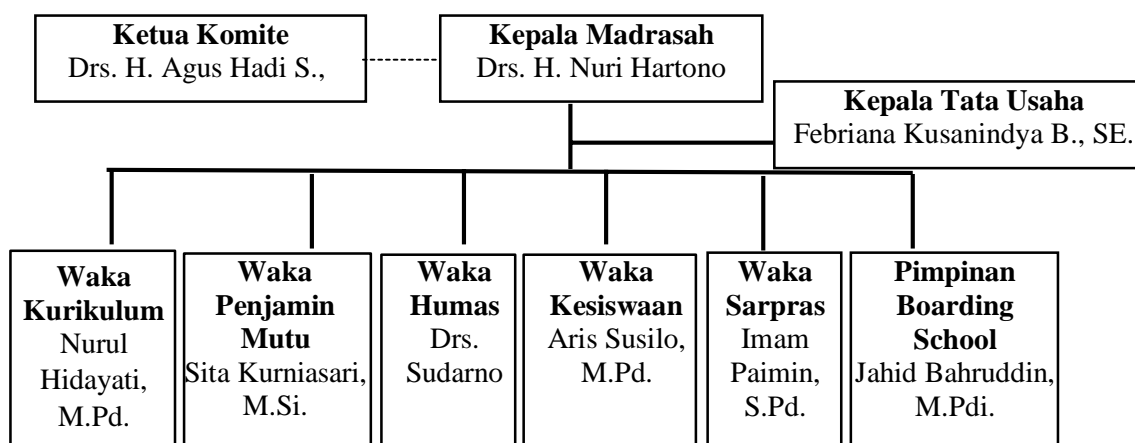 Ketua Komite
Drs. H. Agus Hadi S.,
Kepala Madrasah
Drs. H. Nuri Hartono
Kepala Tata Usaha
Febriana Kusanindya B., SE.
Waka
Kurikulum
Nurul
Hidayati,
M.Pd.
Waka
Penjamin
Mutu
Sita Kurniasari,
M.Si.
Waka
Humas
Drs.
Sudarno
Waka
Kesiswaan
Aris Susilo,
M.Pd.
Waka
Sarpras
Imam
Paimin,
S.Pd.
Pimpinan
Boarding
School
Jahid Bahruddin,
M.Pdi.